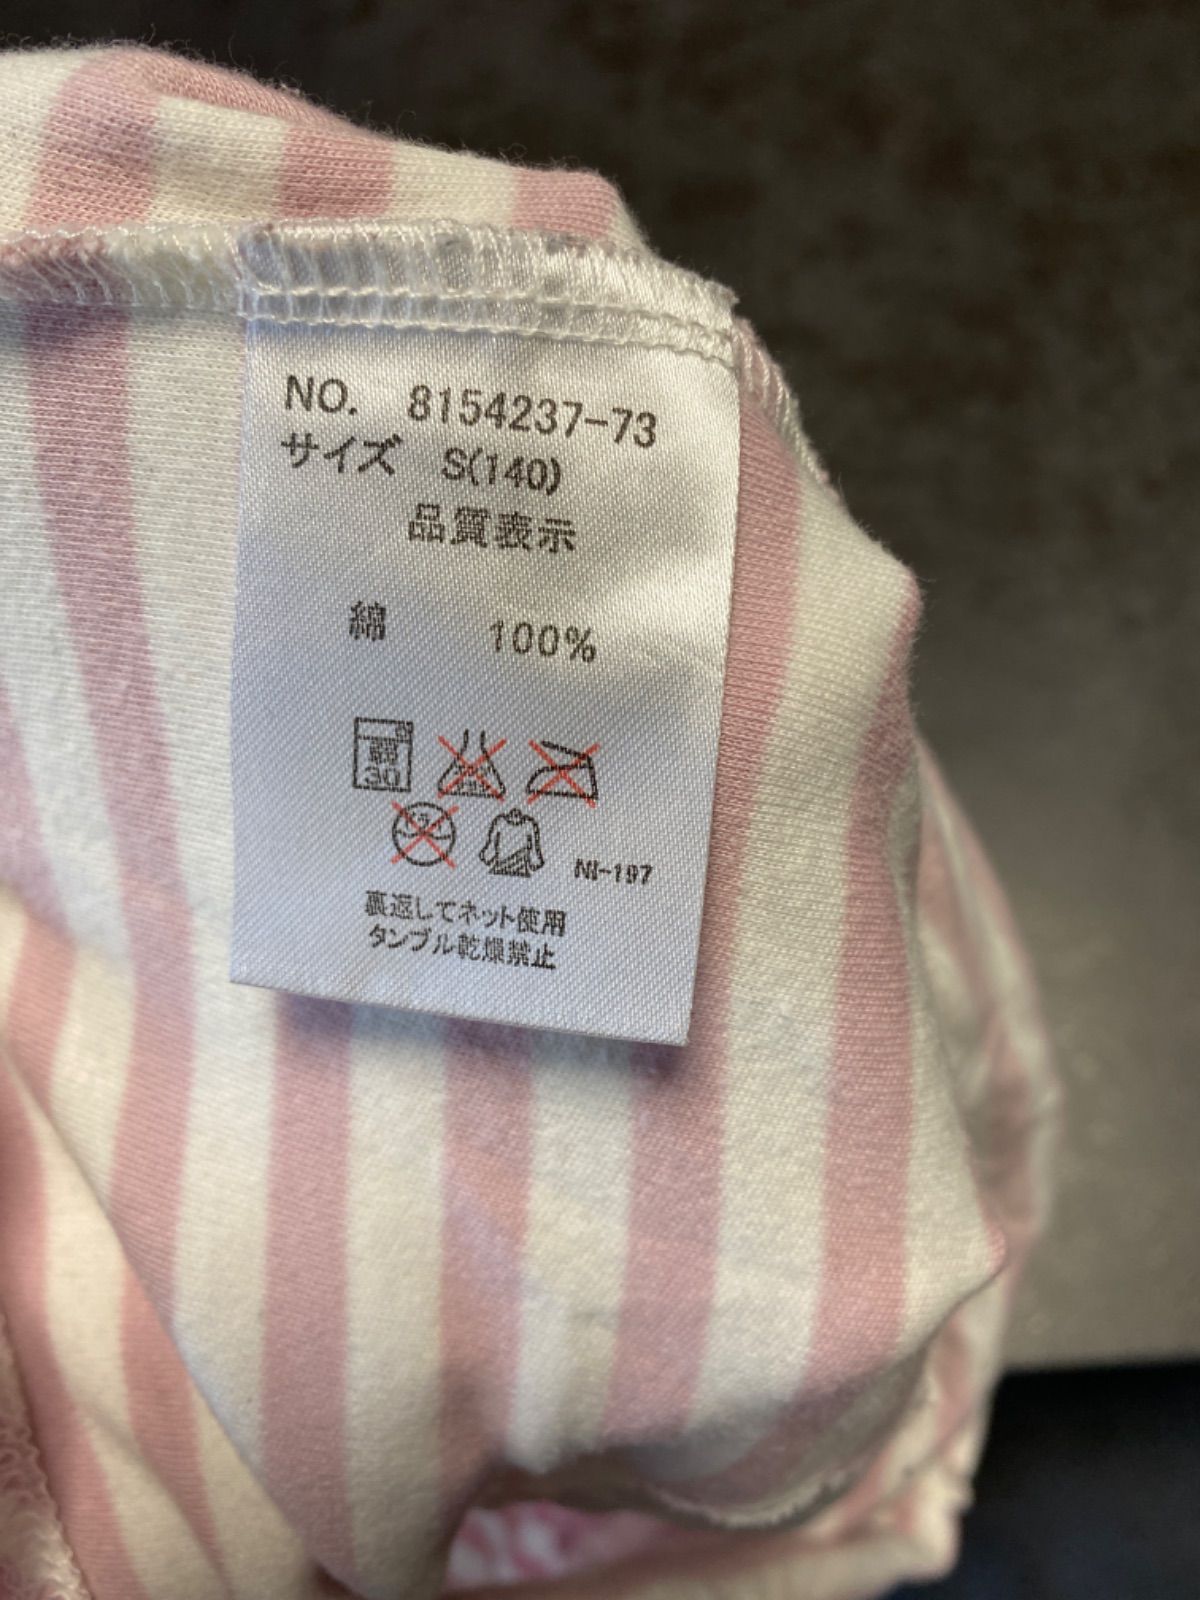 NO. 8154237-73
サイズ S(140)
品質表示
綿 100%
弱
30
NI-197
裏返してネット使用
タンブル乾燥禁止